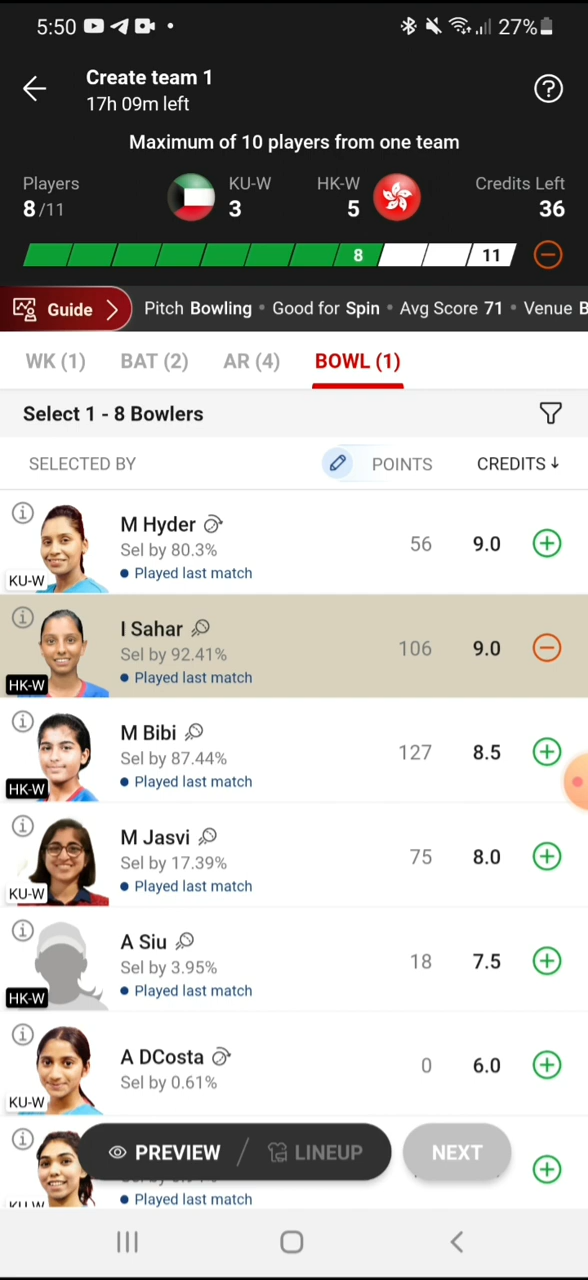 5:50
27%
Create team 1
17h 09m left
Maximum of 10 players from one team
Players
8/11
KU-W
3
HK-W
5
Credits Left
36
8
11
Guide
Pitch Bowling • Good for Spin • Avg Score 71 • Venue B
WK (1)
BAT (2)
AR (4)
BOWL (1)
Select 1 - 8 Bowlers
SELECTED BY
POINTS
CREDITS ↓
M Hyder
Sel by 80.3%
• Played last match
KU-W
56
9.0
I Sahar
Sel by 92.41%
• Played last match
HK-W
106
9.0
M Bibi
Sel by 87.44%
• Played last match
HK-W
127
8.5
M Jasvi
Sel by 17.39%
• Played last match
KU-W
75
8.0
A Siu
Sel by 3.95%
• Played last match
HK-W
18
7.5
A DCosta
Sel by 0.61%
KU-W
0
6.0
PREVIEW / LINEUP
NEXT
KU-W
• Played last match